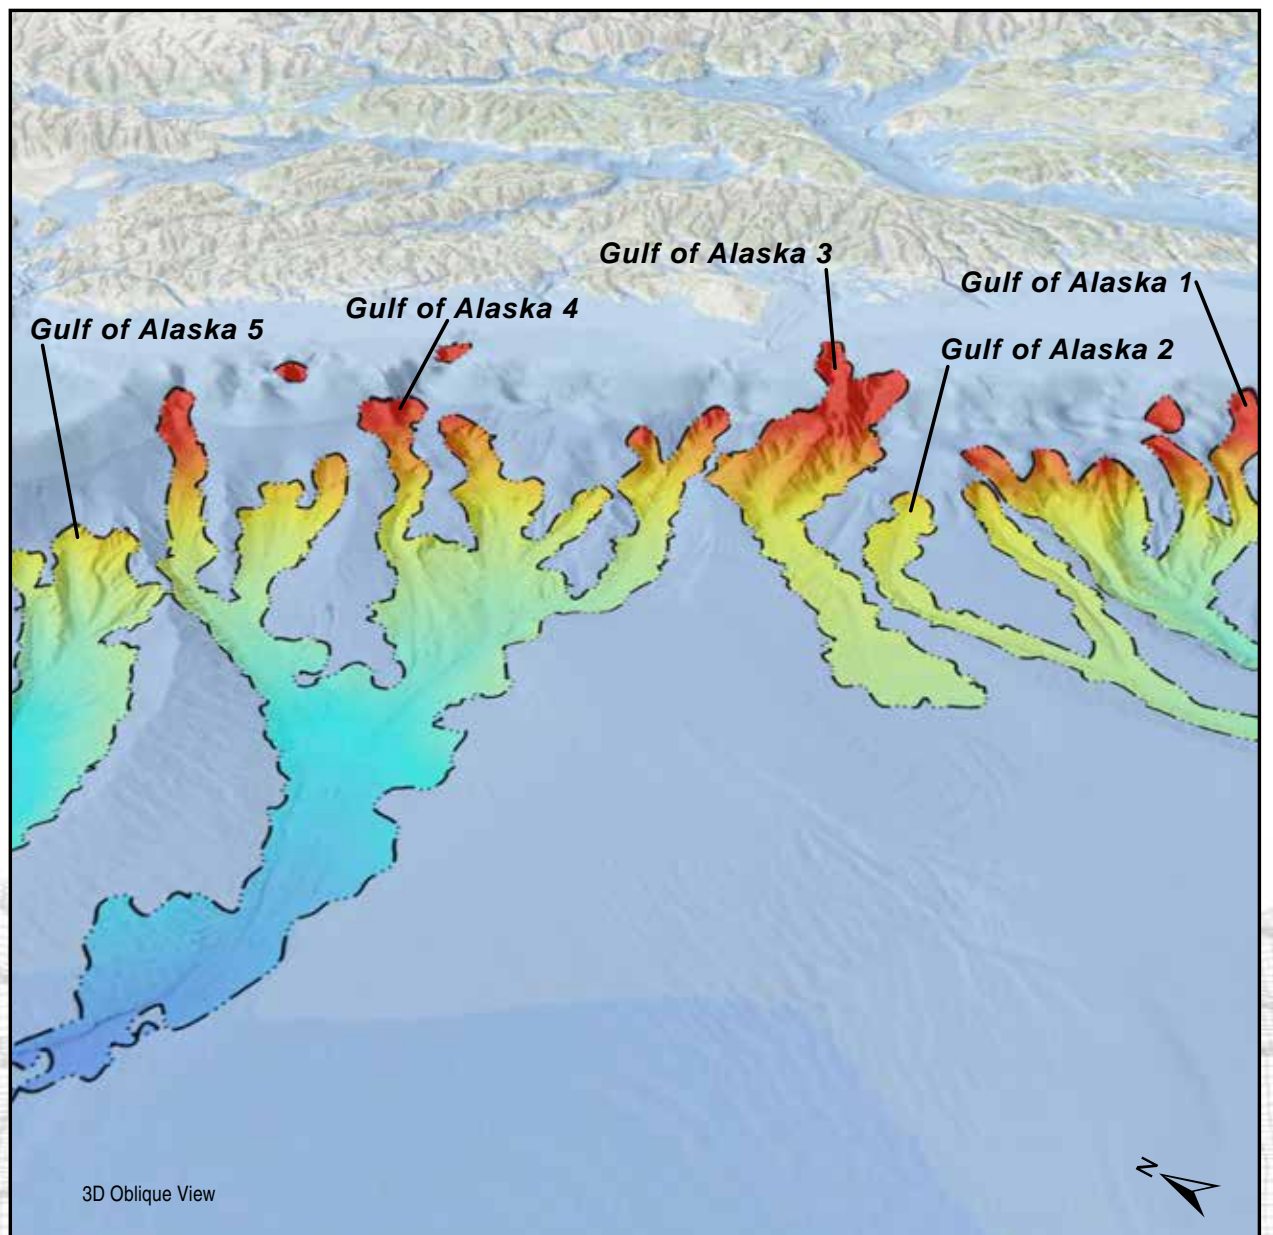 Gulf of Alaska 3
Gulf of Alaska 1
Gulf of Alaska 4
Gulf of Alaska 5
Gulf of Alaska 2
3D Oblique View
N